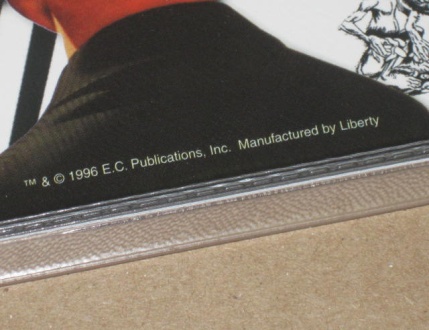 ™ & © 1996 E.C. Publications, Inc. Manufactured by Liberty